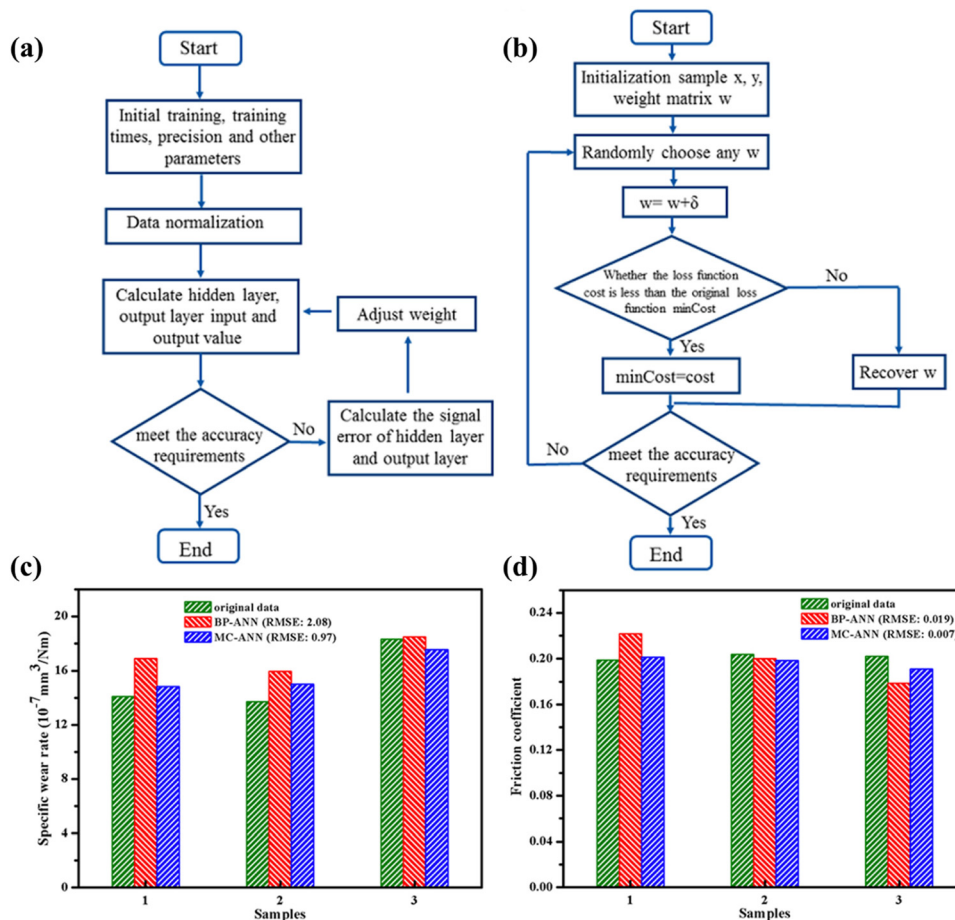 (a)
Start
Initial training, training
times, precision and other
parameters
Data normalization
Calculate hidden layer,
output layer input and
output value
Adjust weight
meet the accuracy
requirements
No
Calculate the signal
error of hidden layer
and output layer
Yes
End
(b)
Start
Initialization sample x, y,
weight matrix w
Randomly choose any w
w= w+δ
Whether the loss function
cost is less than the original loss
function minCost
No
Yes
minCost=cost
Recover w
No
meet the accuracy
requirements
Yes
End
(c)
original data
BP-ANN (RMSE: 2.08)
MC-ANN (RMSE: 0.97)
Specific wear rate (10⁻⁷ mm³/Nm)
20
16
12
8
4
0
1 2 3
Samples
(d)
original data
BP-ANN (RMSE: 0.019)
MC-ANN (RMSE: 0.007)
Friction coefficient
0.24
0.20
0.16
0.12
0.08
0.04
0.00
1 2 3
Samples